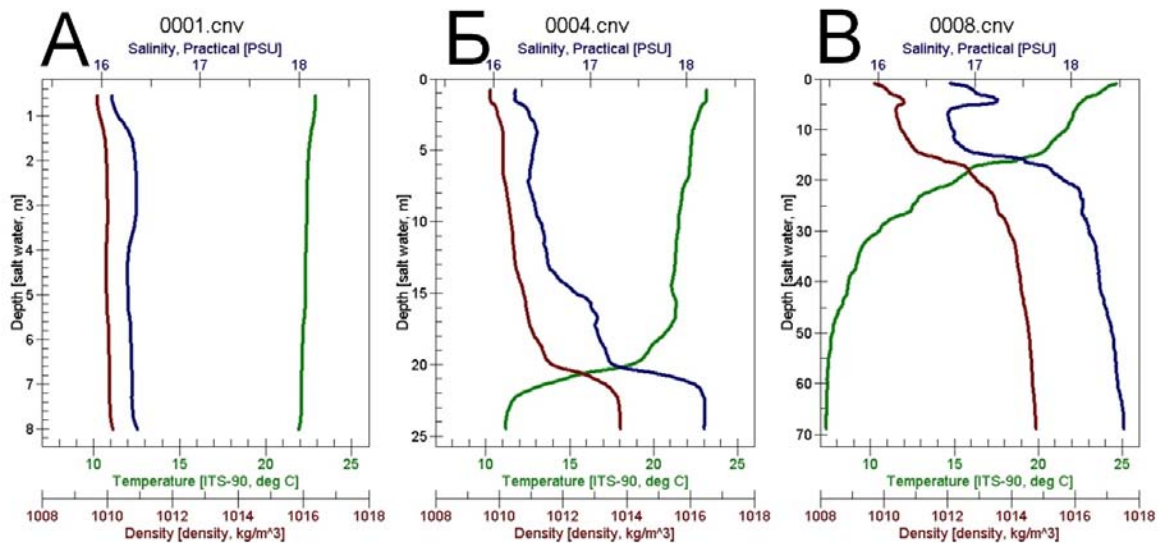 А
0001.cnv
Salinity, Practical [PSU]
16 17 18
Depth [salt water, m]
1
2
3
4
5
6
7
8
10 15 20 25
Temperature [ITS-90, deg C]
1008 1010 1012 1014 1016 1018
Density [density, kg/m^3]
Б
0004.cnv
Salinity, Practical [PSU]
16 17 18
Depth [salt water, m]
0
5
10
15
20
25
10 15 20 25
Temperature [ITS-90, deg C]
1008 1010 1012 1014 1016 1018
Density [density, kg/m^3]
В
0008.cnv
Salinity, Practical [PSU]
16 17 18
Depth [salt water, m]
0
10
20
30
40
50
60
70
10 15 20 25
Temperature [ITS-90, deg C]
1008 1010 1012 1014 1016 1018
Density [density, kg/m^3]